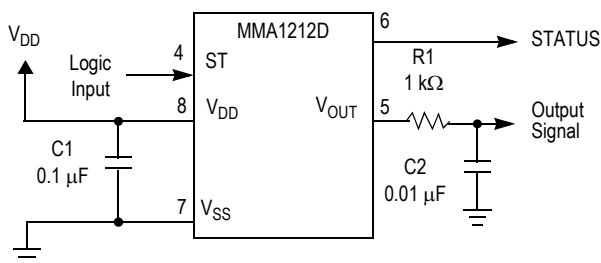 MMA1212D
6
STATUS
V_DD
Logic
Input
4
ST
R1
1 kΩ
8
V_DD
V_OUT
5
Output
Signal
C1
0.1 μF
C2
0.01 μF
7
V_SS